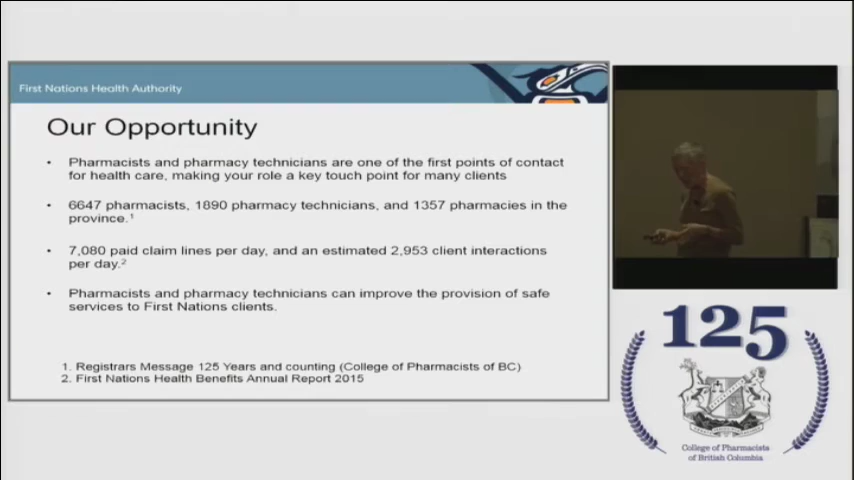 First Nations Health Authority
Our Opportunity
• Pharmacists and pharmacy technicians are one of the first points of contact
for health care, making your role a key touch point for many clients
• 6647 pharmacists, 1890 pharmacy technicians, and 1357 pharmacies in the
province.1
• 7,080 paid claim lines per day, and an estimated 2,953 client interactions
per day.2
• Pharmacists and pharmacy technicians can improve the provision of safe
services to First Nations clients.
1. Registrars Message 125 Years and counting (College of Pharmacists of BC)
2. First Nations Health Benefits Annual Report 2015
125
College of Pharmacists
of British Columbia